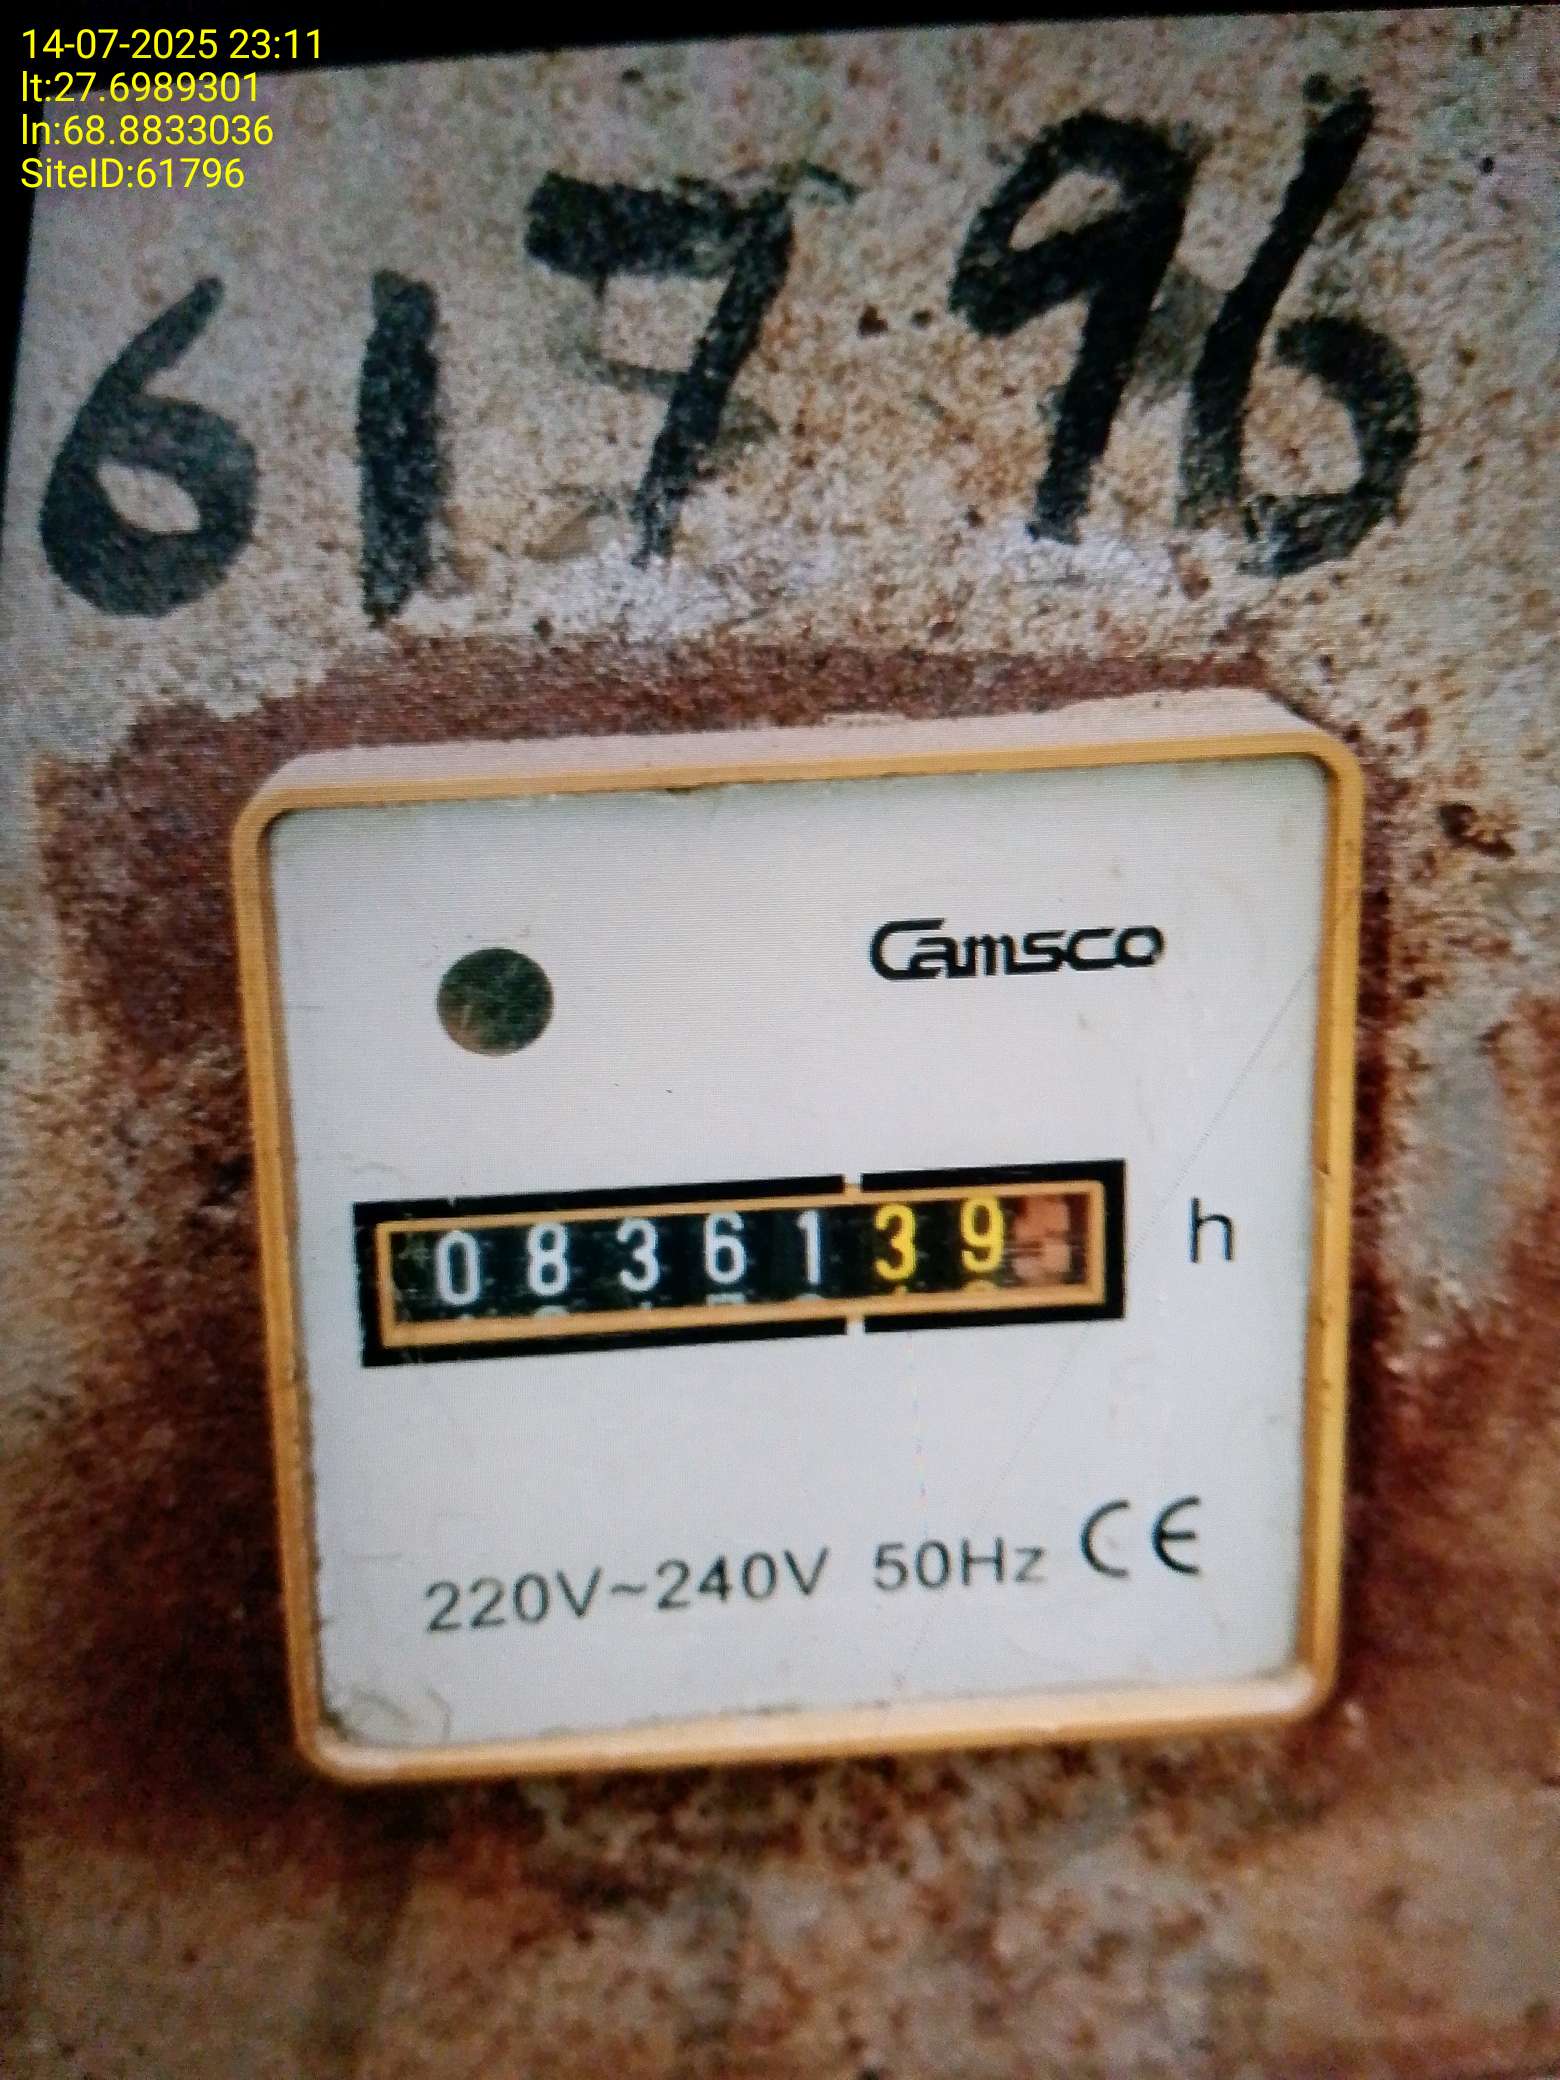 14-07-2025 23:11
lt:27.6989301
ln:68.8833036
SiteID:61796
61796
Camsco
0836139
h
220V~240V 50Hz CE